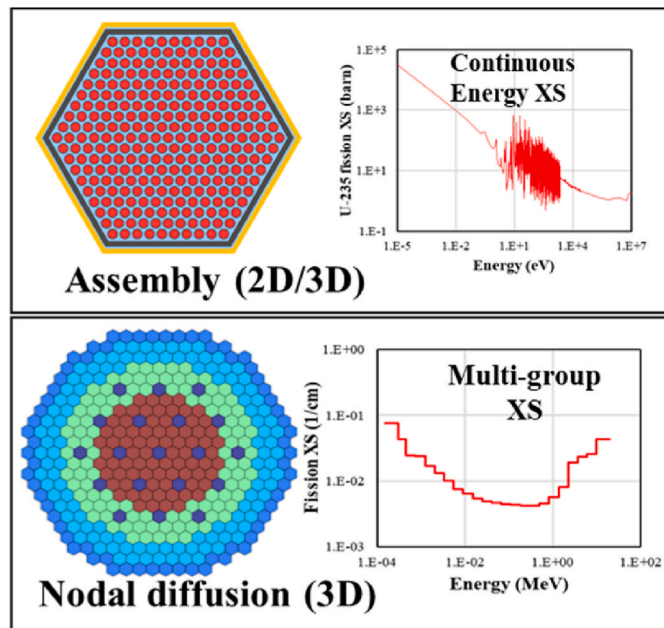 Continuous
Energy XS
U-235 fission XS (barn)
1.E+5
1.E+3
1.E+1
1.E-1
1.E-5
1.E-2
1.E+1
1.E+4
1.E+7
Energy (eV)
Assembly (2D/3D)
Multi-group
XS
Fission XS (1/cm)
1.E+00
1.E-01
1.E-02
1.E-03
1.E-04
1.E-02
1.E+00
1.E+02
Energy (MeV)
Nodal diffusion (3D)